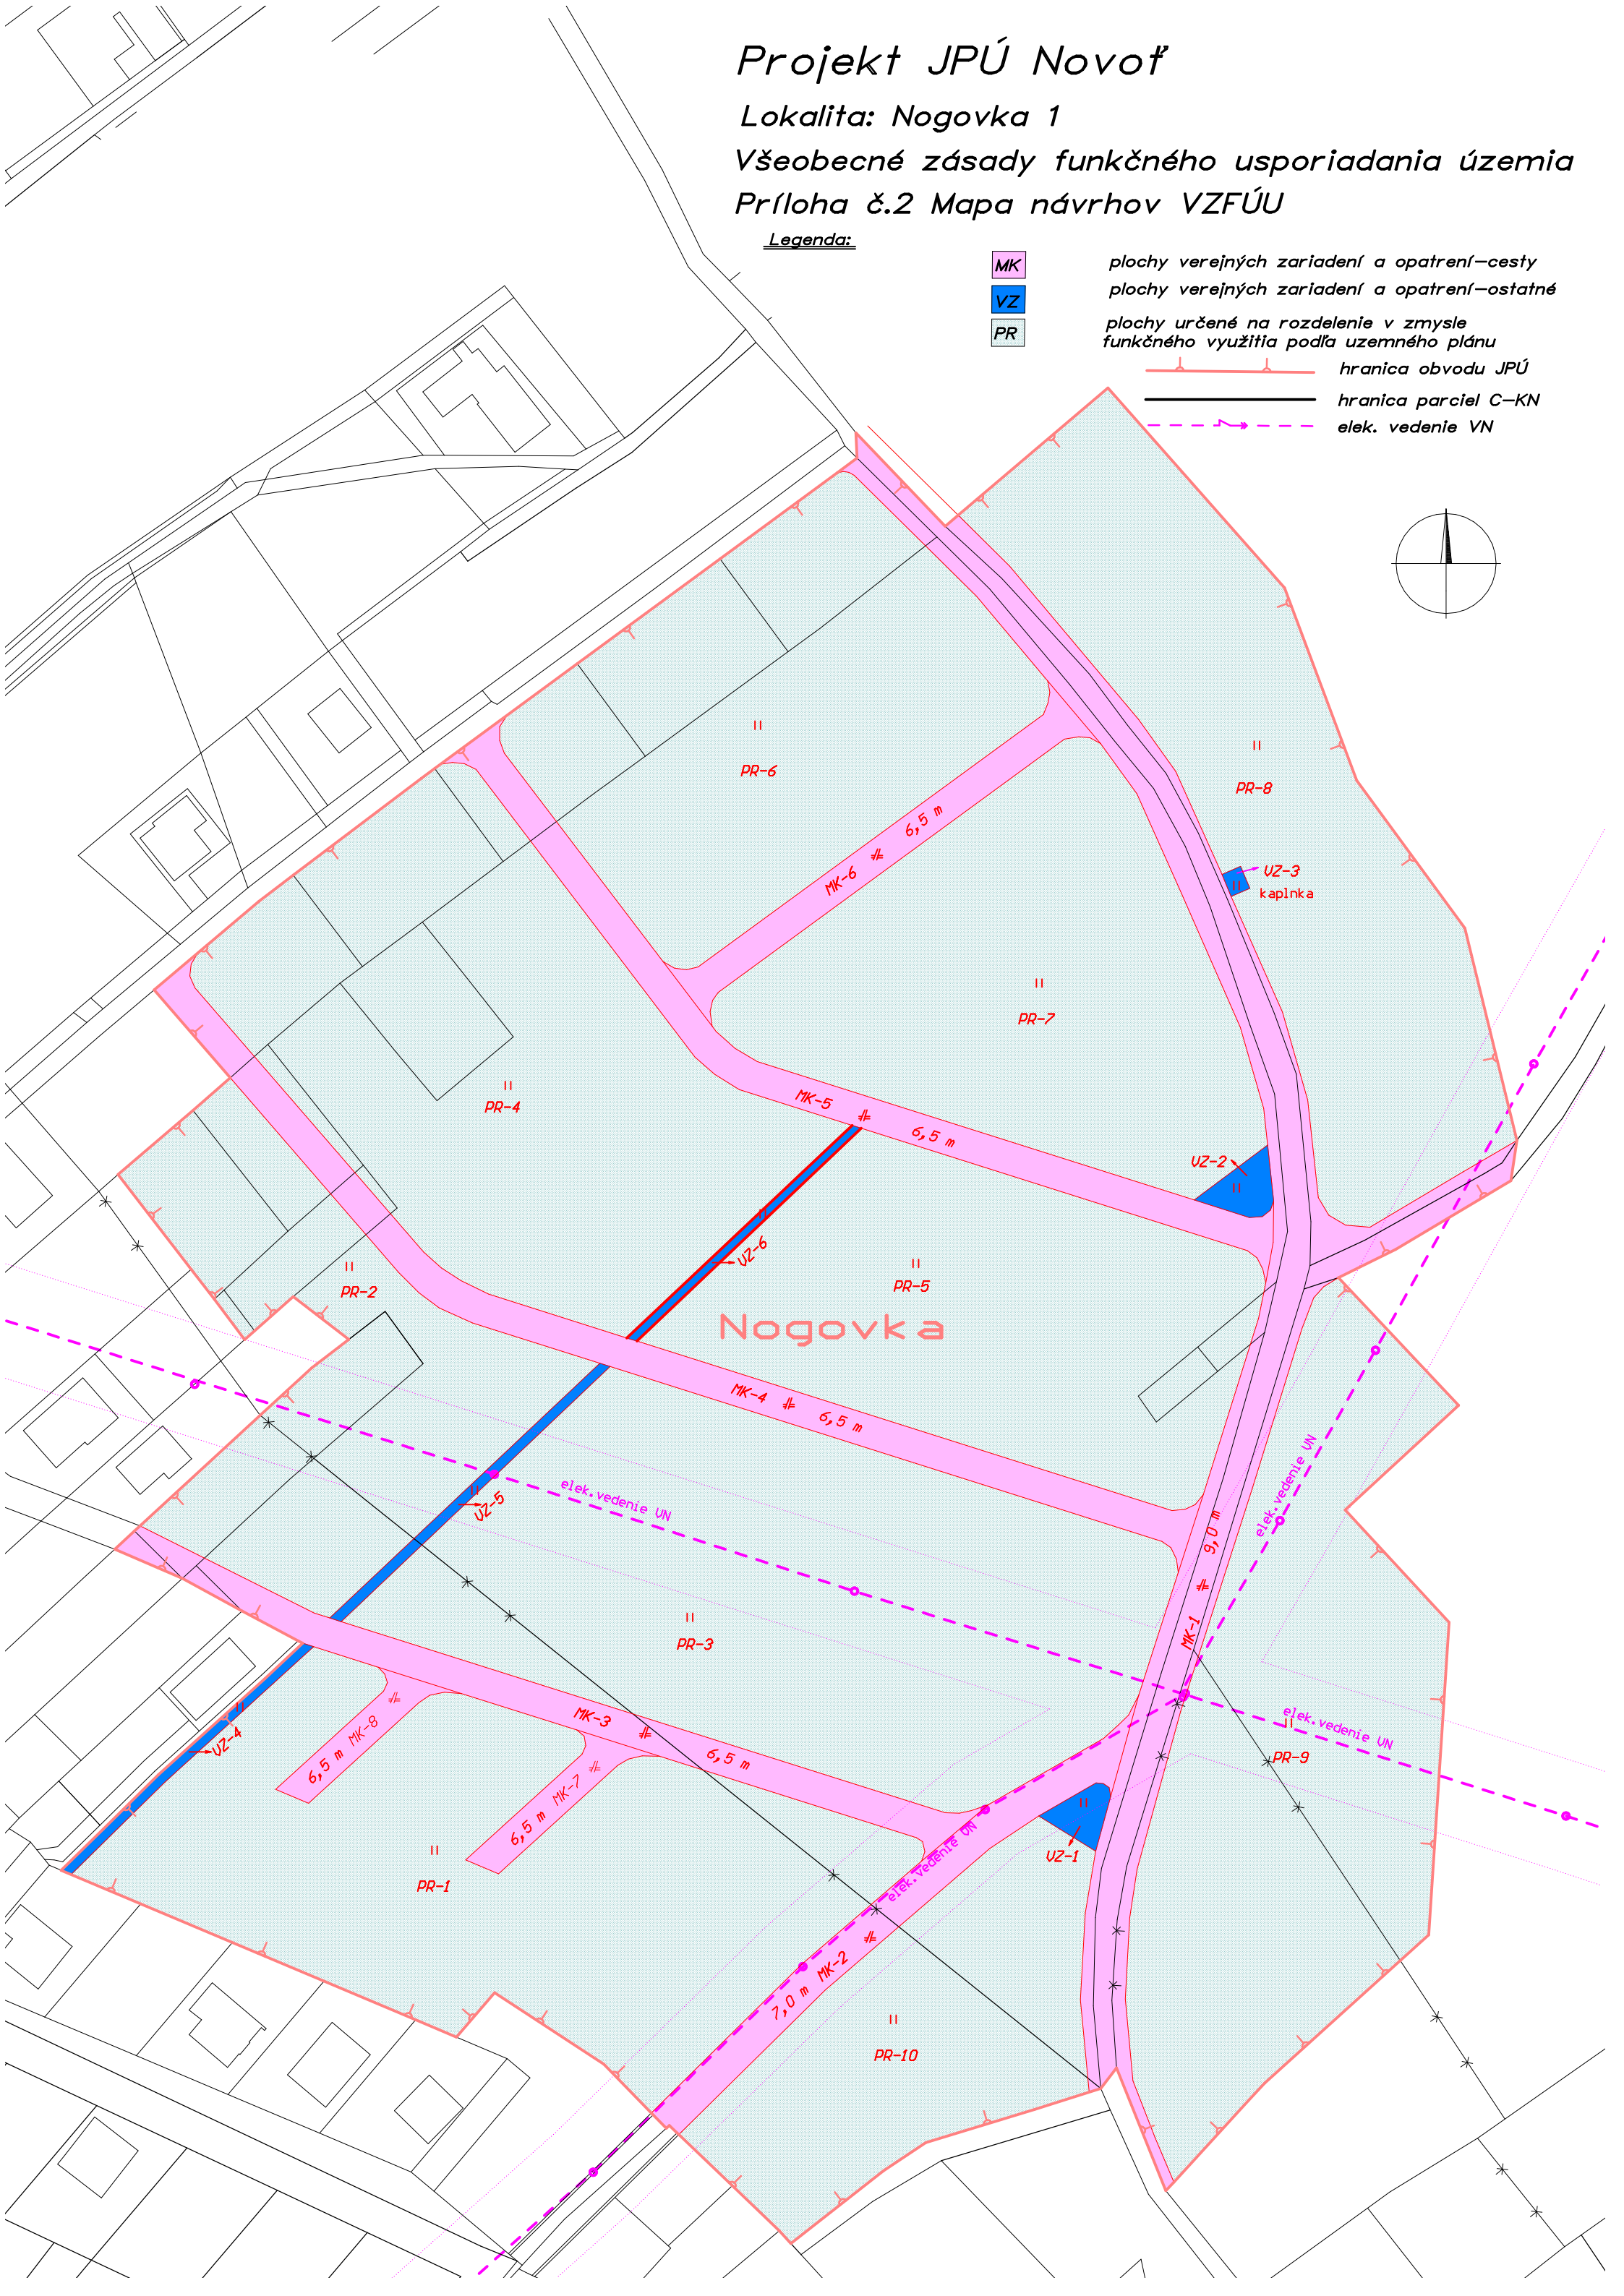 Projekt JPÚ Novoť
Lokalita: Nogovka 1
Všeobecné zásady funkčného usporiadania územia
Príloha č.2 Mapa návrhov VZFÚU
Legenda:
MK plochy verejných zariadení a opatrení-cesty
VZ plochy verejných zariadení a opatrení-ostatné
PR plochy určené na rozdelenie v zmysle
funkčného využitia podľa uzemného plánu
hranica obvodu JPÚ
hranica parciel C-KN
elek. vedenie VN
PR-6
PR-8
MK-6 6,5 m
VZ-3
kaplnka
PR-7
PR-4
MK-5 6,5 m
VZ-2
VZ-6
PR-2
PR-5
Nogovka
MK-4 6,5 m
elek.vedenie VN
VZ-5
elek.vedenie VN
MK-1 9,0 m
PR-3
MK-3 6,5 m
elek.vedenie VN
PR-9
VZ-4
6,5 m MK-8
6,5 m MK-7
VZ-1
elek.vedenie VN
PR-1
7,0 m MK-2
PR-10